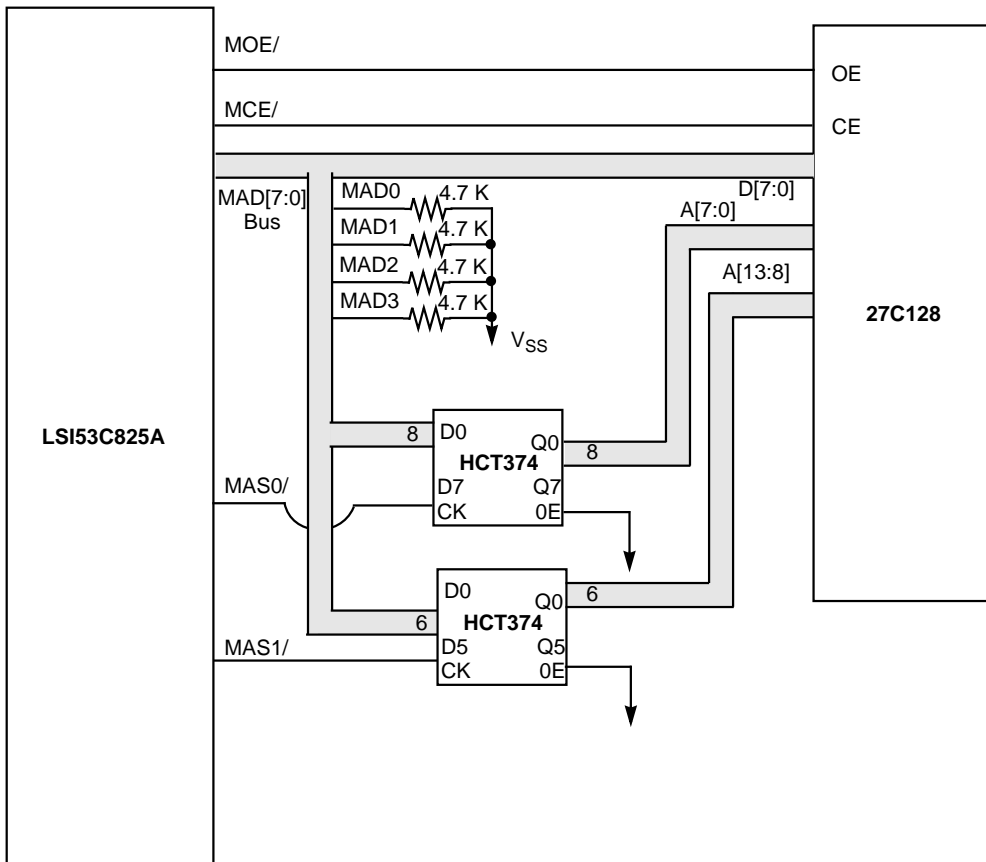 MOE/
OE
MCE/
CE
MAD[7:0]
Bus
MAD0
4.7 K
MAD1
4.7 K
MAD2
4.7 K
MAD3
4.7 K
VSS
D[7:0]
A[7:0]
A[13:8]
27C128
LSI53C825A
8
D0
Q0
8
HCT374
D7
Q7
MAS0/
CK
0E
D0
Q0
6
6
HCT374
D5
Q5
MAS1/
CK
0E